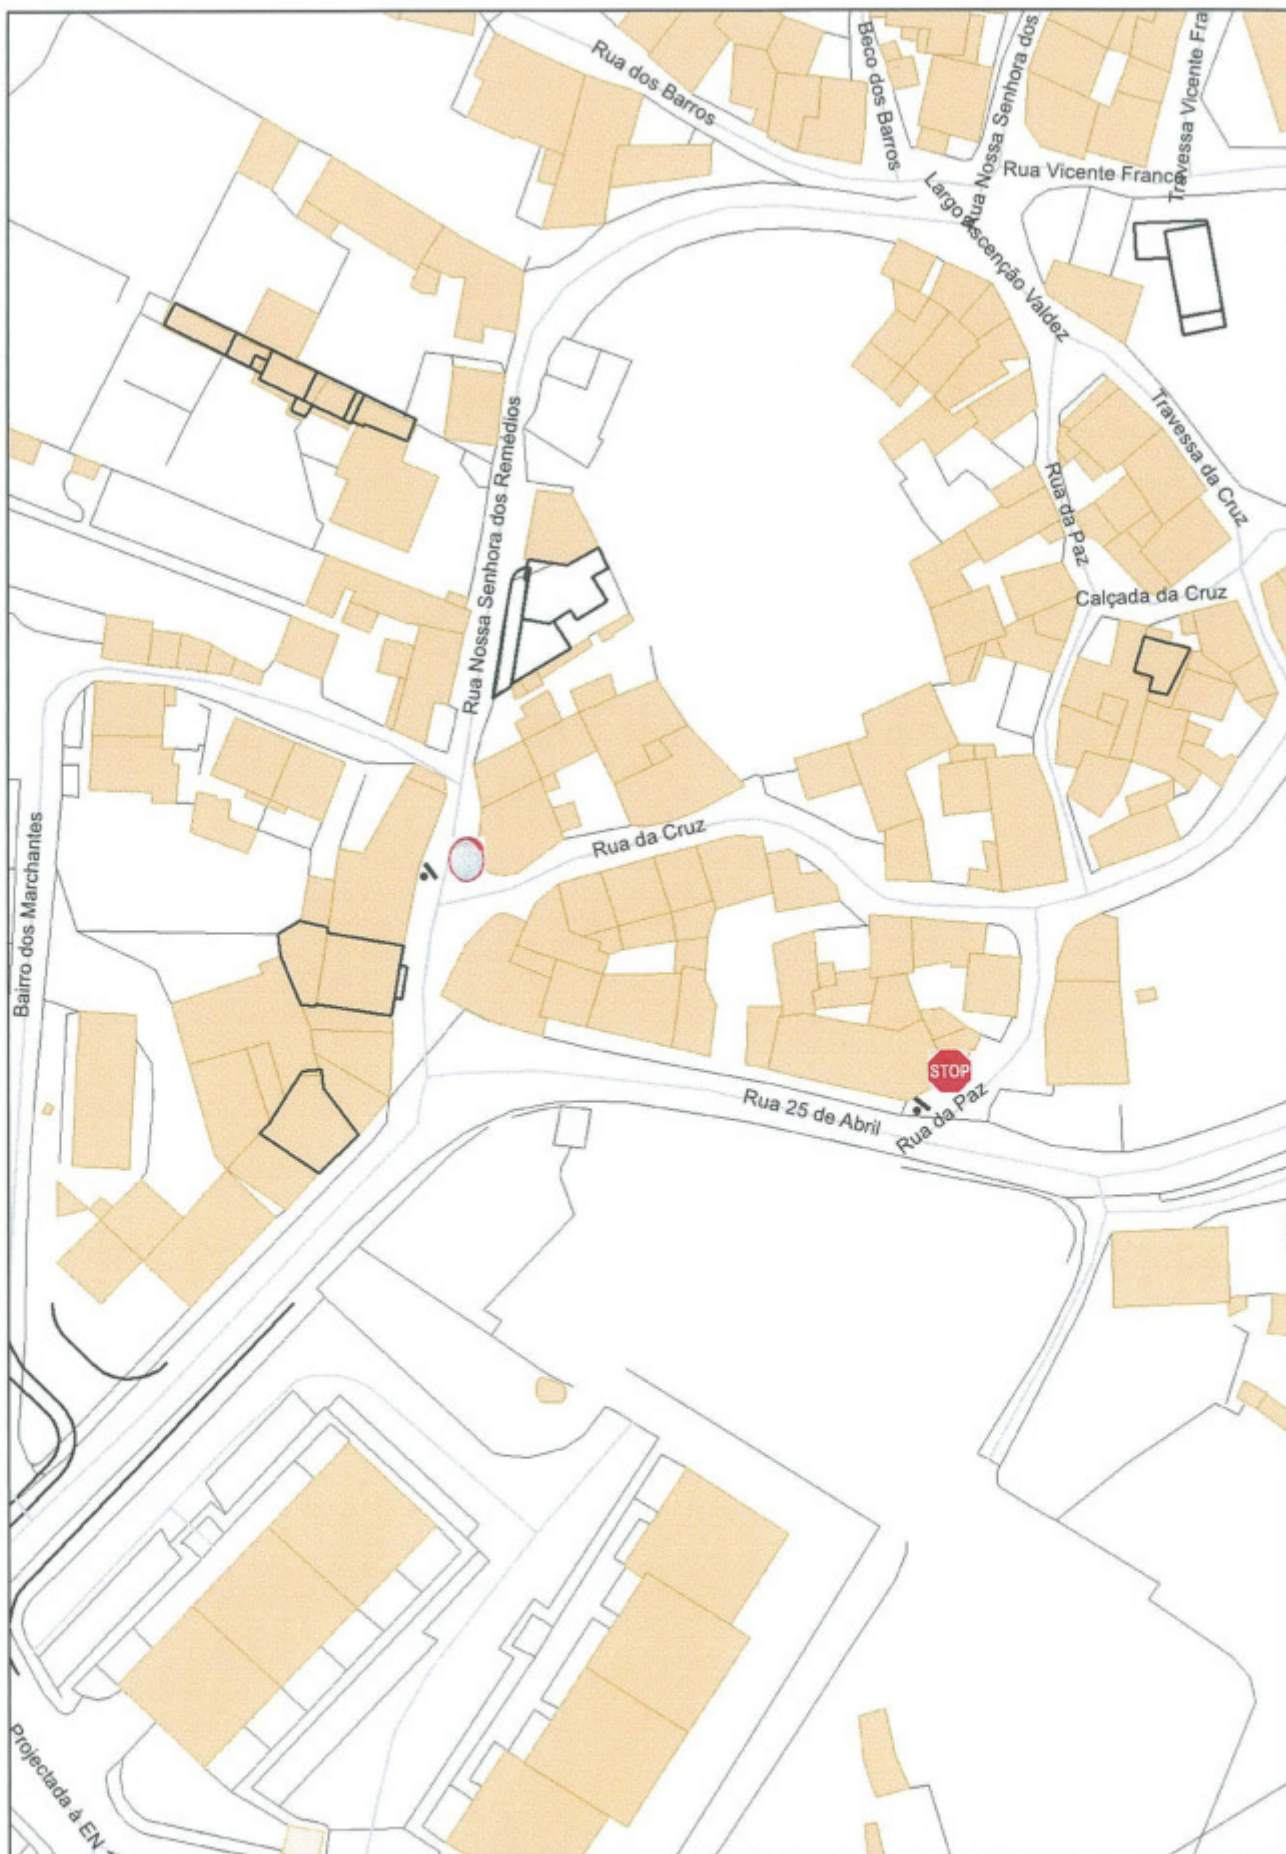 Rua dos Barros
Beco dos Barros
Rua Nossa Senhora dos
Travessa Vicente Fra
Rua Vicente Franca
Largo Ascenção Valdez
Travessa da Cruz
Rua Nossa Senhora dos Remédios
Rua da Paz
Calçada da Cruz
Rua da Cruz
Bairro dos Marchantes
STOP
Rua 25 de Abril
Rua da Paz
Projectada à EN